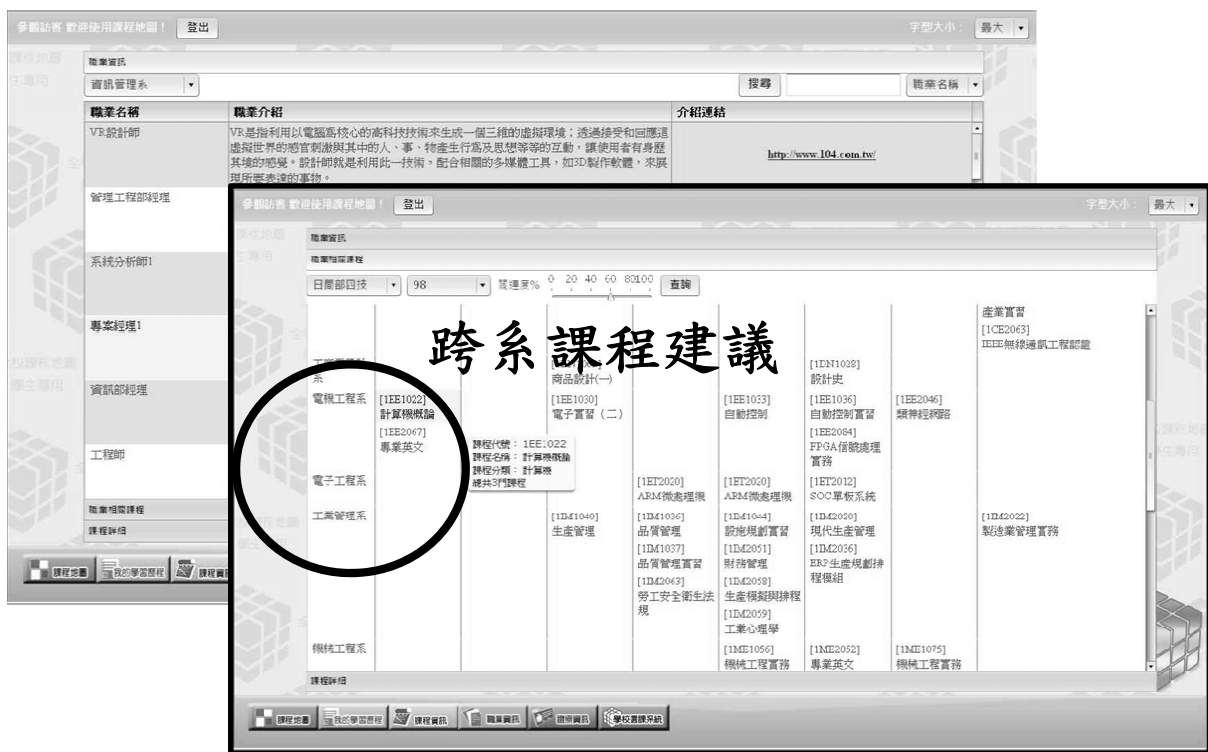 參觀訪客 歡迎使用課程地圖！ 登出 字型大小： 最大
職業資訊
資訊管理系 搜尋 職業名稱
職業名稱 職業介紹 介紹連結
VR設計師 VR是指利用以電腦為核心的高科技技術來生成一個三維的虛擬環境；透過接受和回應這
虛擬世界的感官刺激與其中的人、事、物產生行為及思想等等的互動，讓使用者有身歷
其境的感覺。設計師就是利用此一技術，配合相關的多媒體工具，如3D製作軟體，來展
現所要表達的事物。
http://www.104.com.tw/
管理工程部經理
系統分析師1
專案經理1
資訊部經理
工程師
職業相關課程
課程詳細
課程地圖 我的學習歷程
參觀訪客 歡迎使用課程地圖！ 登出 字型大小： 最大
職業資訊
職業相關課程
日間部四技 98 關連度% 0 20 40 60 80100 查詢
跨系課程建議
產業實習
[1CE2063]
IEEE無線通訊工程認證
系 商品設計(一) [1DN1028]
設計史
電機工程系 [1EE1022] [1EE1030] [1EE1033] [1EE1036] [1EE2046]
計算機概論 電子實習（二） 自動控制 自動控制實習 類神經網路
[1EE2067] [1EE2084]
專業英文 FPGA信號處理
實務
課程代號： 1EE1022
課程名稱： 計算機概論
課程分類： 計算機
總共3門課程
電子工程系 [1ET2020] [1ET2020] [1ET2012]
ARM微處理機 ARM微處理機 SOC單板系統
工業管理系 [1IM1040] [1IM1036] [1IM1044] [1IM2020] [1IM2022]
生產管理 品質管理 設施規劃實習 現代生產管理 製造業管理實務
[1IM1037] [1IM2051] [1IM2036]
品質管理實習 財務管理 ERP生產規劃排
程模組
[1IM2063] [1IM2058]
勞工安全衛生法 生產模擬與排程
規 [1IM2059]
工業心理學
機械工程系 [1ME1056] [1ME2052] [1ME1075]
機械工程實務 專業英文 機械工程實務
課程詳細
課程地圖 我的學習歷程 課程資訊 職業資訊 證照資訊 學校選課系統